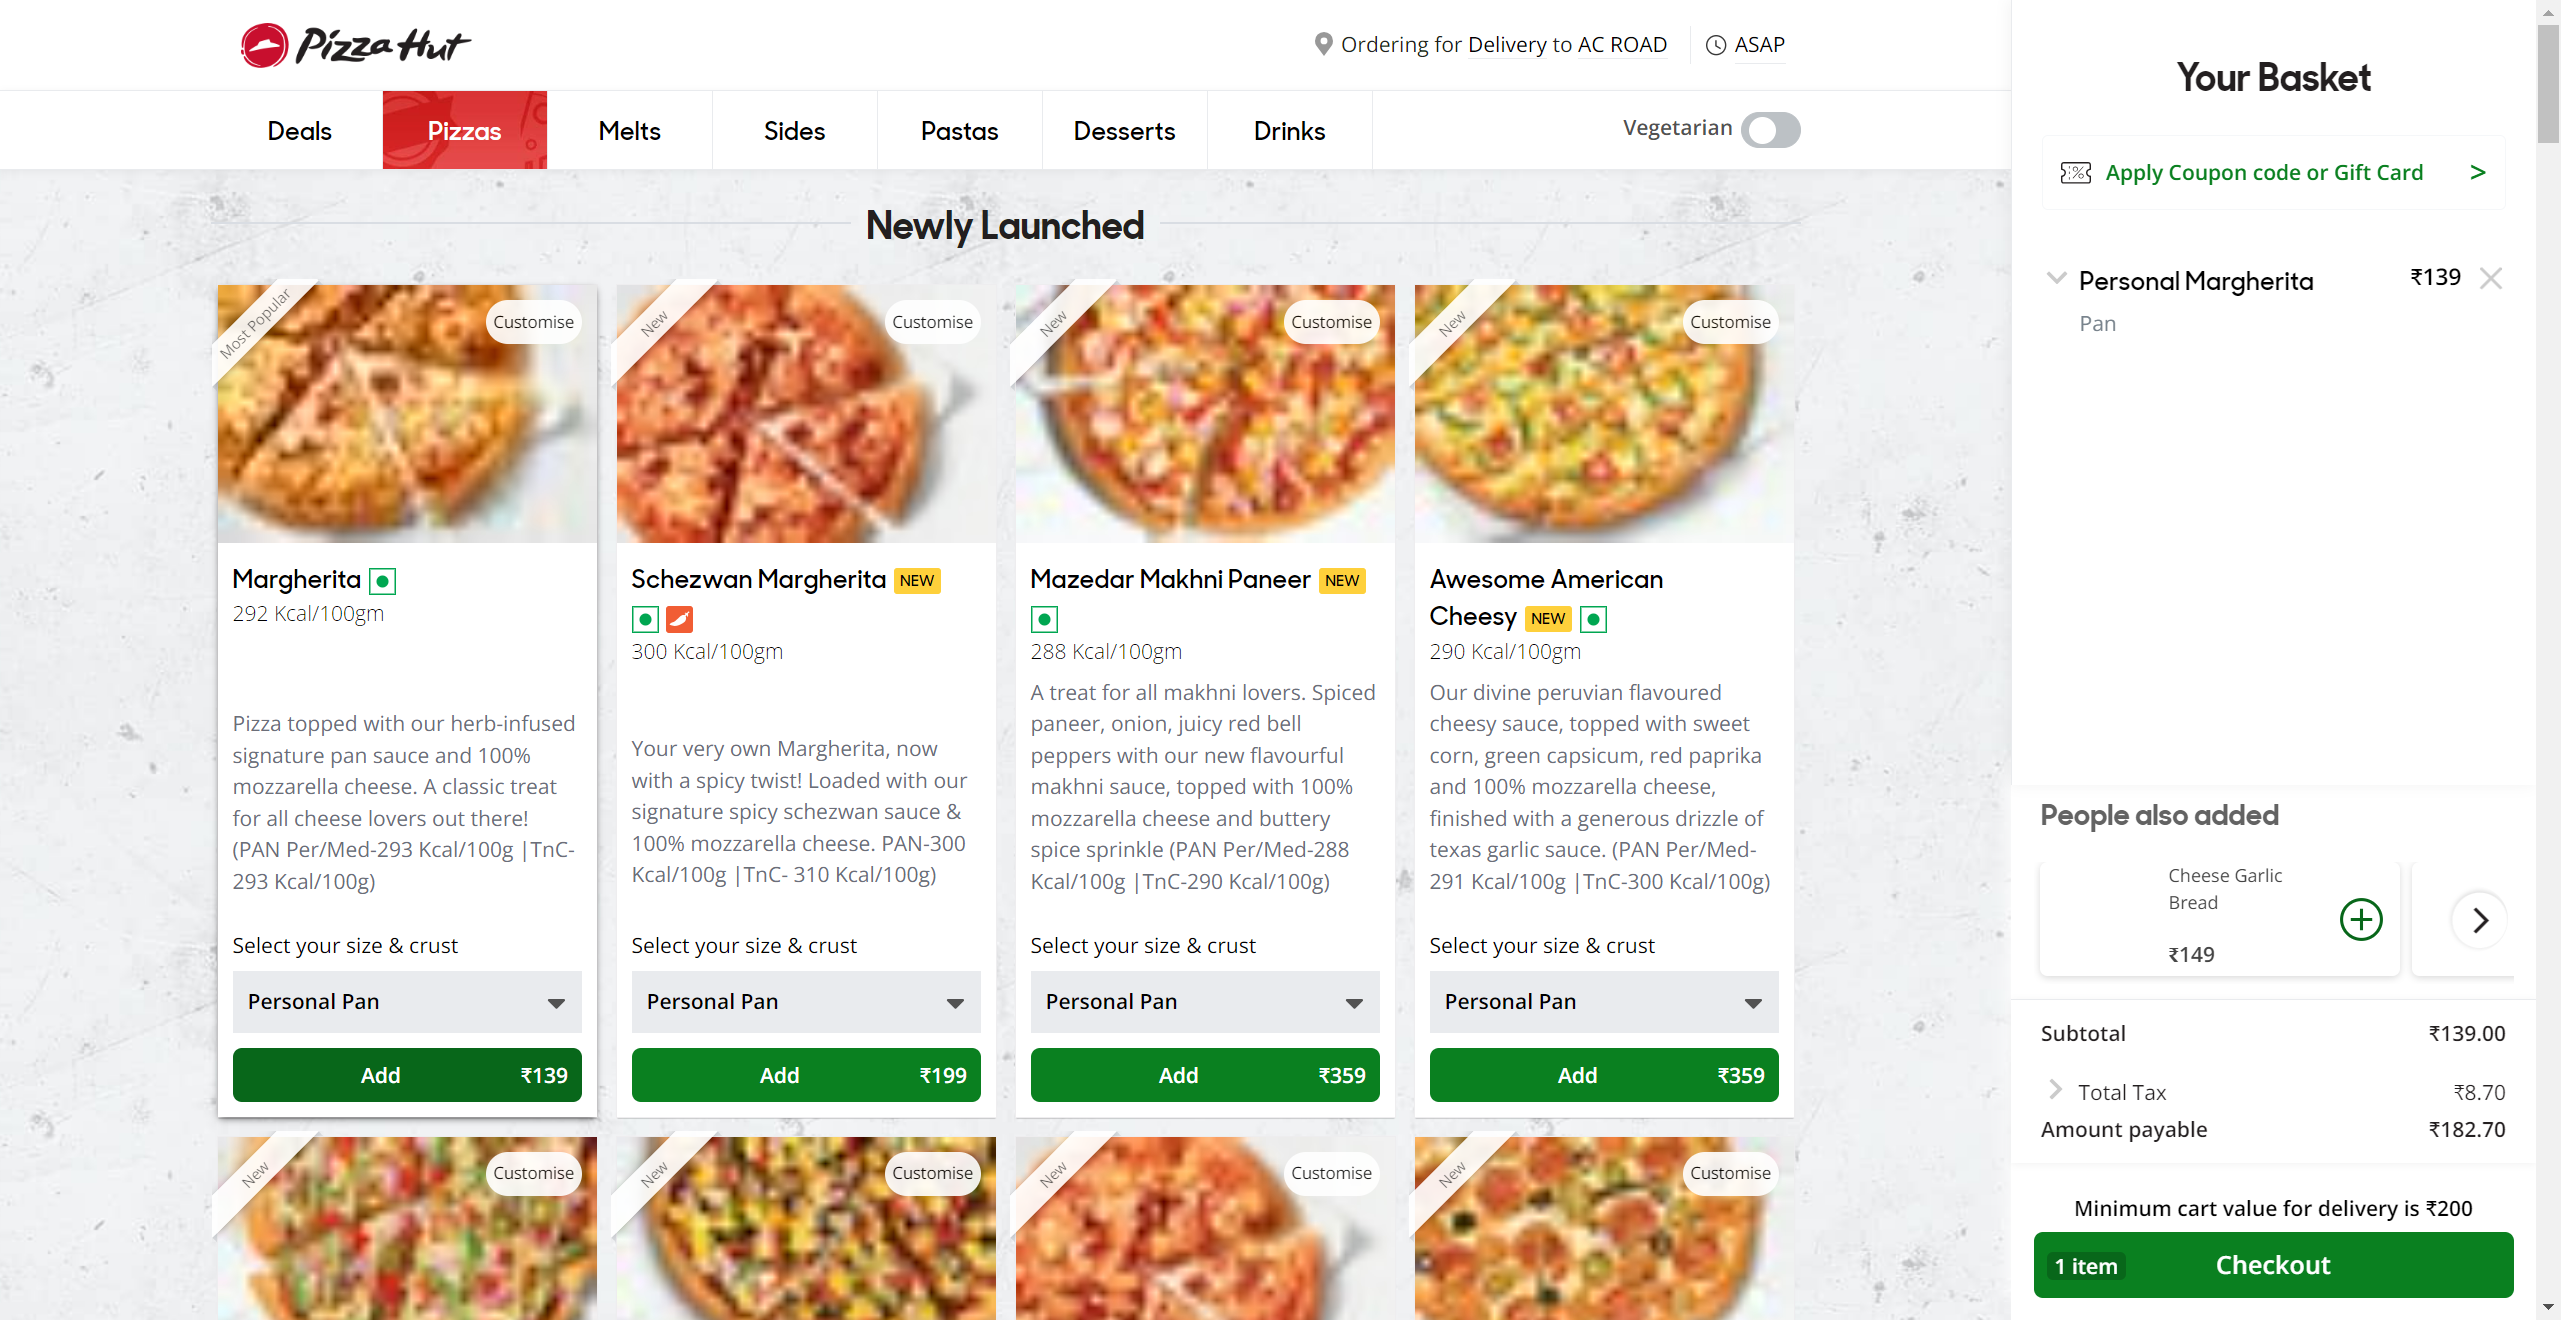 Pizza Hut
Ordering for Delivery to AC ROAD
ASAP
Deals
Pizzas
Melts
Sides
Pastas
Desserts
Drinks
Vegetarian
Newly Launched
Most Popular
Customise
Margherita
292 Kcal/100gm
Pizza topped with our herb-infused
signature pan sauce and 100%
mozzarella cheese. A classic treat
for all cheese lovers out there!
(PAN Per/Med-293 Kcal/100g |TnC-
293 Kcal/100g)
Select your size & crust
Personal Pan
Add ₹139
New
Customise
Schezwan Margherita NEW
300 Kcal/100gm
Your very own Margherita, now
with a spicy twist! Loaded with our
signature spicy schezwan sauce &
100% mozzarella cheese. PAN-300
Kcal/100g |TnC- 310 Kcal/100g)
Select your size & crust
Personal Pan
Add ₹199
New
Customise
Mazedar Makhni Paneer NEW
288 Kcal/100gm
A treat for all makhni lovers. Spiced
paneer, onion, juicy red bell
peppers with our new flavourful
makhni sauce, topped with 100%
mozzarella cheese and buttery
spice sprinkle (PAN Per/Med-288
Kcal/100g |TnC-290 Kcal/100g)
Select your size & crust
Personal Pan
Add ₹359
New
Customise
Awesome American
Cheesy NEW
290 Kcal/100gm
Our divine peruvian flavoured
cheesy sauce, topped with sweet
corn, green capsicum, red paprika
and 100% mozzarella cheese,
finished with a generous drizzle of
texas garlic sauce. (PAN Per/Med-
291 Kcal/100g |TnC-300 Kcal/100g)
Select your size & crust
Personal Pan
Add ₹359
New
Customise
New
Customise
New
Customise
New
Customise
Your Basket
Apply Coupon code or Gift Card >
Personal Margherita ₹139
Pan
People also added
Cheese Garlic
Bread
₹149
Subtotal ₹139.00
Total Tax ₹8.70
Amount payable ₹182.70
Minimum cart value for delivery is ₹200
1 item Checkout